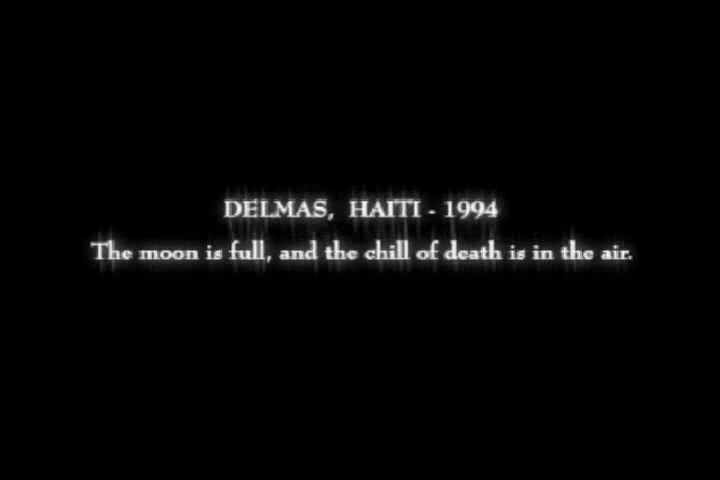 DELMAS, HAITI - 1994
The moon is full, and the chill of death is in the air.